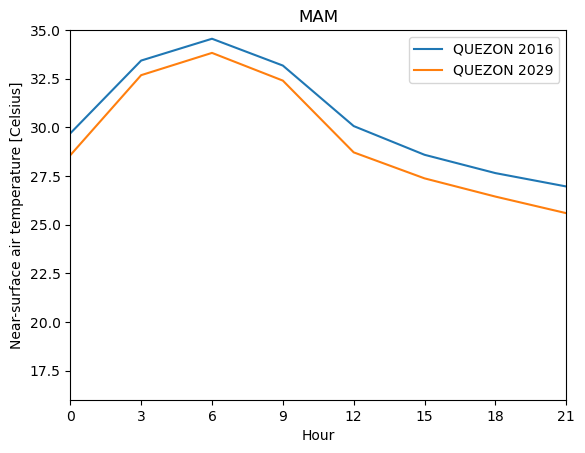 MAM
QUEZON 2016
QUEZON 2029
Near-surface air temperature [Celsius]
35.0
32.5
30.0
27.5
25.0
22.5
20.0
17.5
0 3 6 9 12 15 18 21
Hour